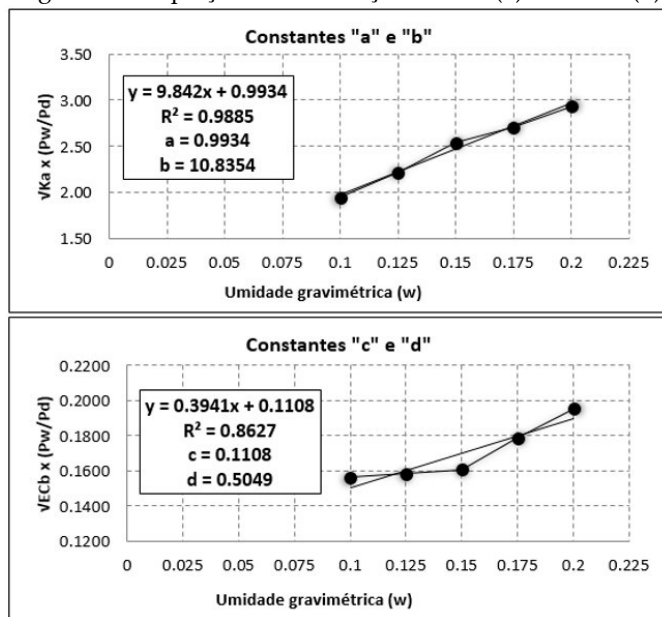 Constantes "a" e "b"
y = 9.842x + 0.9934
R² = 0.9885
a = 0.9934
b = 10.8354
3.50
3.00
2.50
2.00
1.50
√Ka x (Pw/Pd)
0 0.025 0.05 0.075 0.1 0.125 0.15 0.175 0.2 0.225
Umidade gravimétrica (w)
Constantes "c" e "d"
y = 0.3941x + 0.1108
R² = 0.8627
c = 0.1108
d = 0.5049
0.2200
0.2000
0.1800
0.1600
0.1400
0.1200
√ECb x (Pw/Pd)
0 0.025 0.05 0.075 0.1 0.125 0.15 0.175 0.2 0.225
Umidade gravimétrica (w)